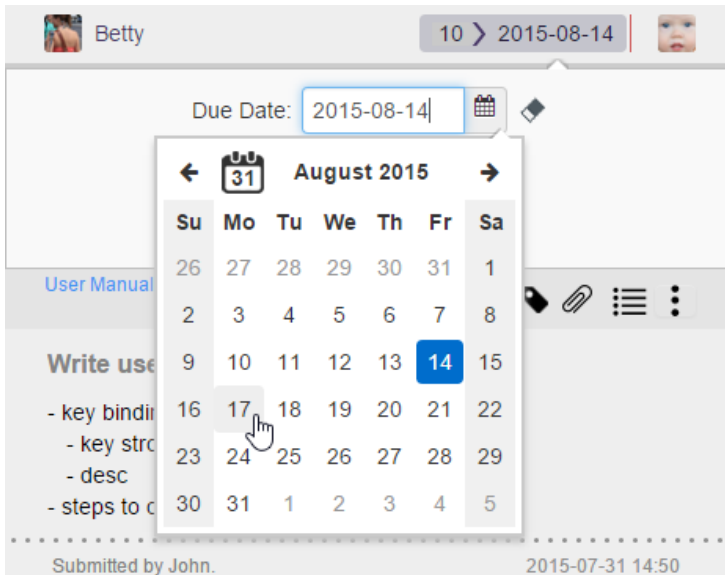 Betty 10 ❯ 2015-08-14
Due Date: 2015-08-14
31 August 2015
Su Mo Tu We Th Fr Sa
26 27 28 29 30 31 1
2 3 4 5 6 7 8
9 10 11 12 13 14 15
16 17 18 19 20 21 22
23 24 25 26 27 28 29
30 31 1 2 3 4 5
User Manual
Write use
- key bindin
- key stro
- desc
- steps to c
Submitted by John. 2015-07-31 14:50